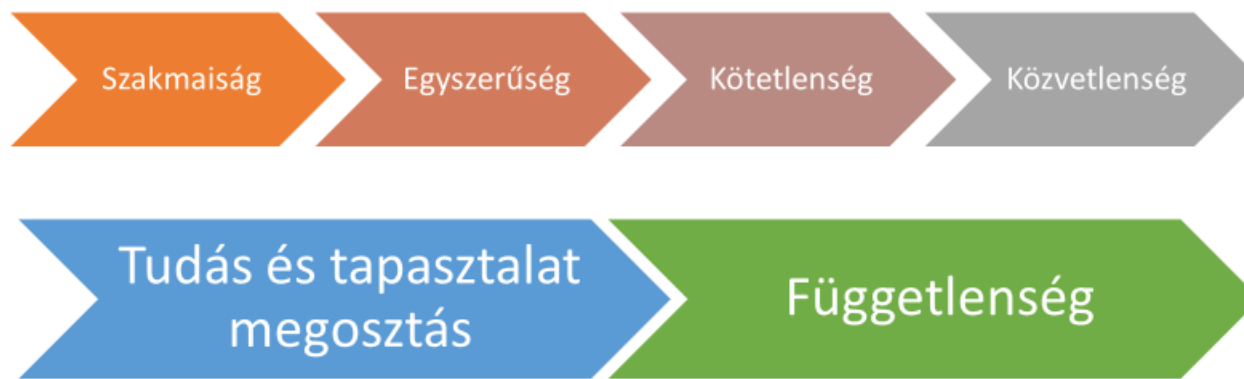 Szakmaiság
Egyszerűség
Kötetlenség
Közvetlenség
Tudás és tapasztalat
megosztás
Függetlenség